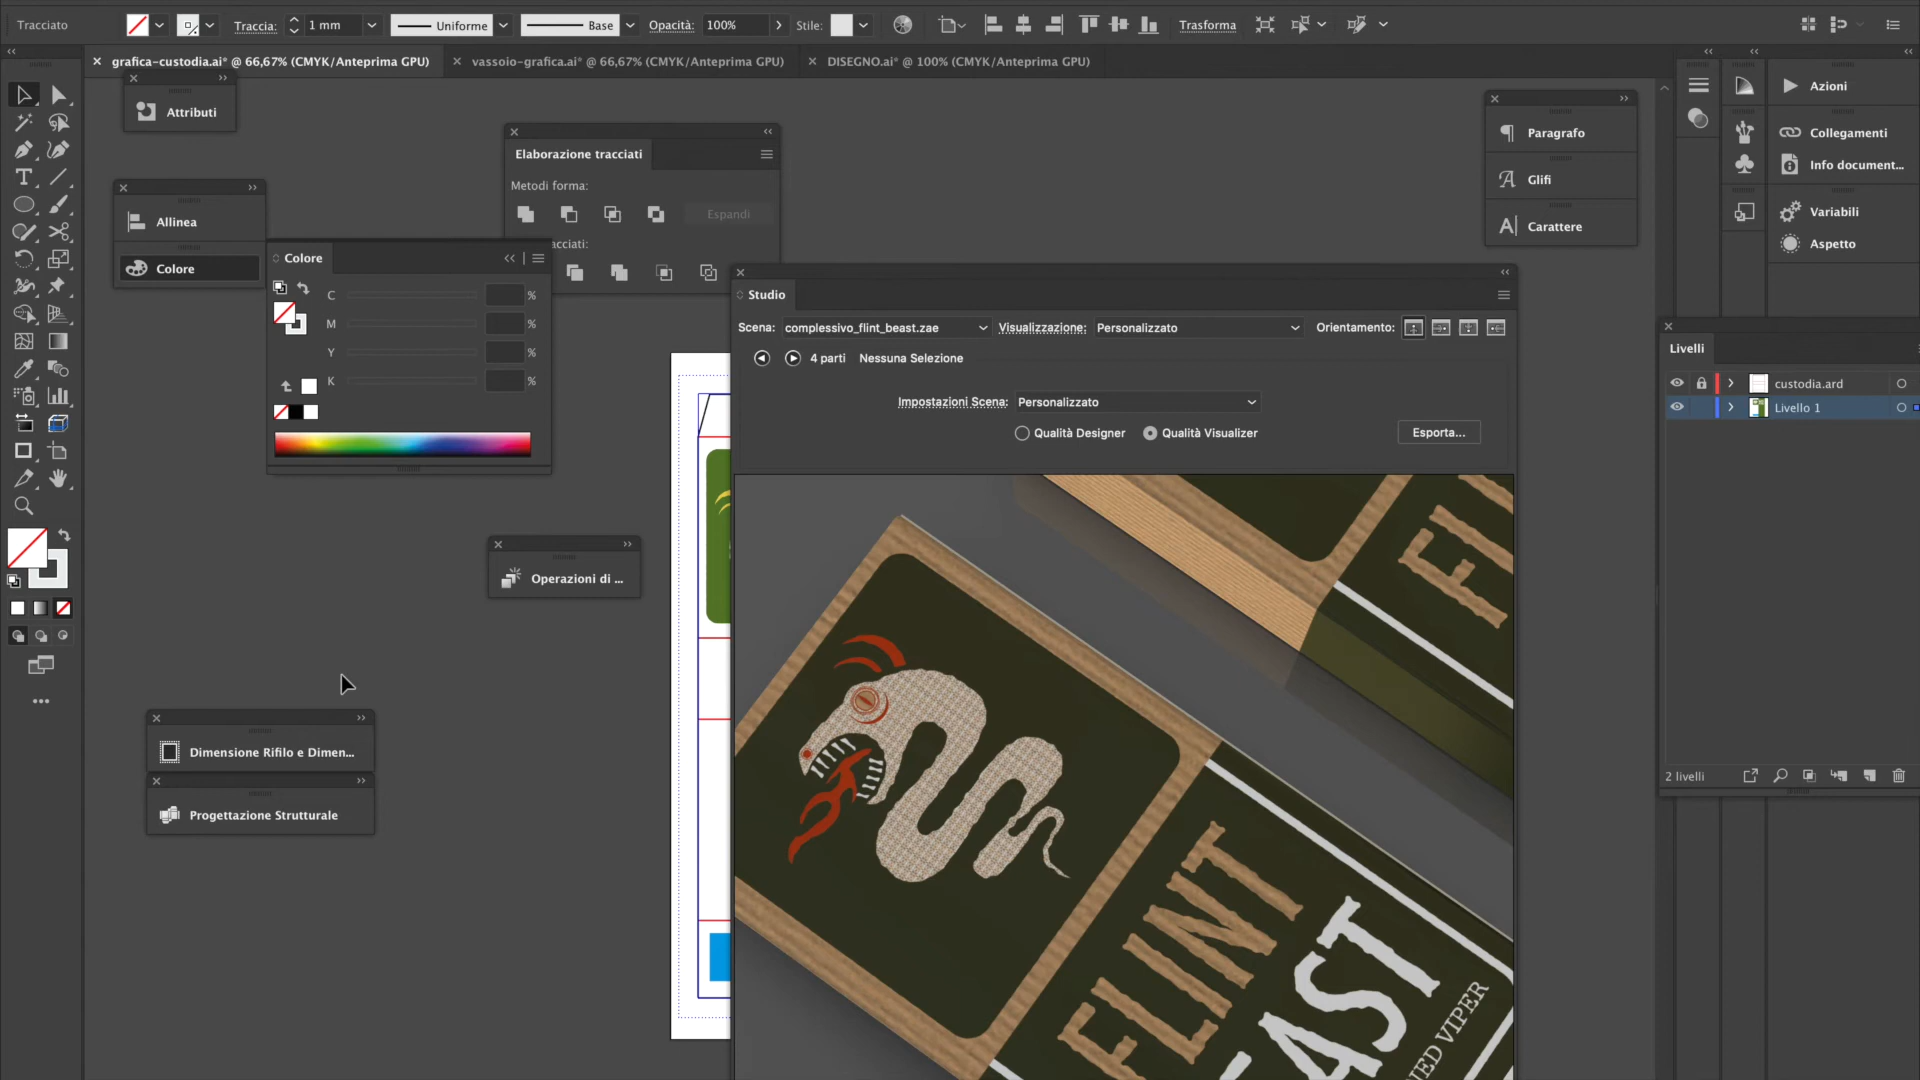 Tracciato
Traccia:
1 mm
Uniforme
Base
Opacità:
100%
Stile:
Trasforma
grafica-custodia.ai* @ 66,67% (CMYK/Anteprima GPU)
vassoio-grafica.ai* @ 66,67% (CMYK/Anteprima GPU)
DISEGNO.ai* @ 100% (CMYK/Anteprima GPU)
Attributi
Allinea
Colore
Colore
C
%
M
%
Y
%
K
%
Elaborazione tracciati
Metodi forma:
Espandi
acciati:
Operazioni di ...
Dimensione Rifilo e Dimen...
Progettazione Strutturale
Studio
Scena:
complessivo_flint_beast.zae
Visualizzazione:
Personalizzato
Orientamento:
4 parti
Nessuna Selezione
Impostazioni Scena:
Personalizzato
Qualità Designer
Qualità Visualizer
Esporta...
FLINT
EAST
NED VIPER
Paragrafo
Glifi
Carattere
Azioni
Collegamenti
Info document...
Variabili
Aspetto
Livelli
custodia.ard
Livello 1
2 livelli